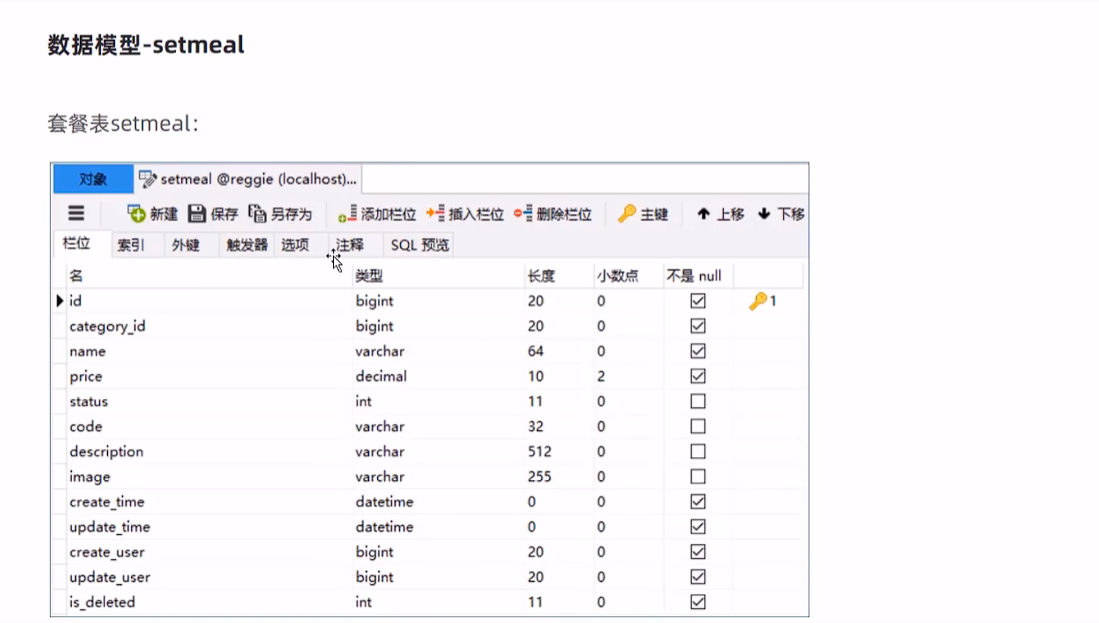 数据模型-setmeal
套餐表setmeal:
对象 setmeal @reggie (localhost)...
新建 保存 另存为 添加栏位 插入栏位 删除栏位 主键 上移 下移
栏位 索引 外键 触发器 选项 注释 SQL 预览
名 类型 长度 小数点 不是 null
id bigint 20 0 1
category_id bigint 20 0
name varchar 64 0
price decimal 10 2
status int 11 0
code varchar 32 0
description varchar 512 0
image varchar 255 0
create_time datetime 0 0
update_time datetime 0 0
create_user bigint 20 0
update_user bigint 20 0
is_deleted int 11 0